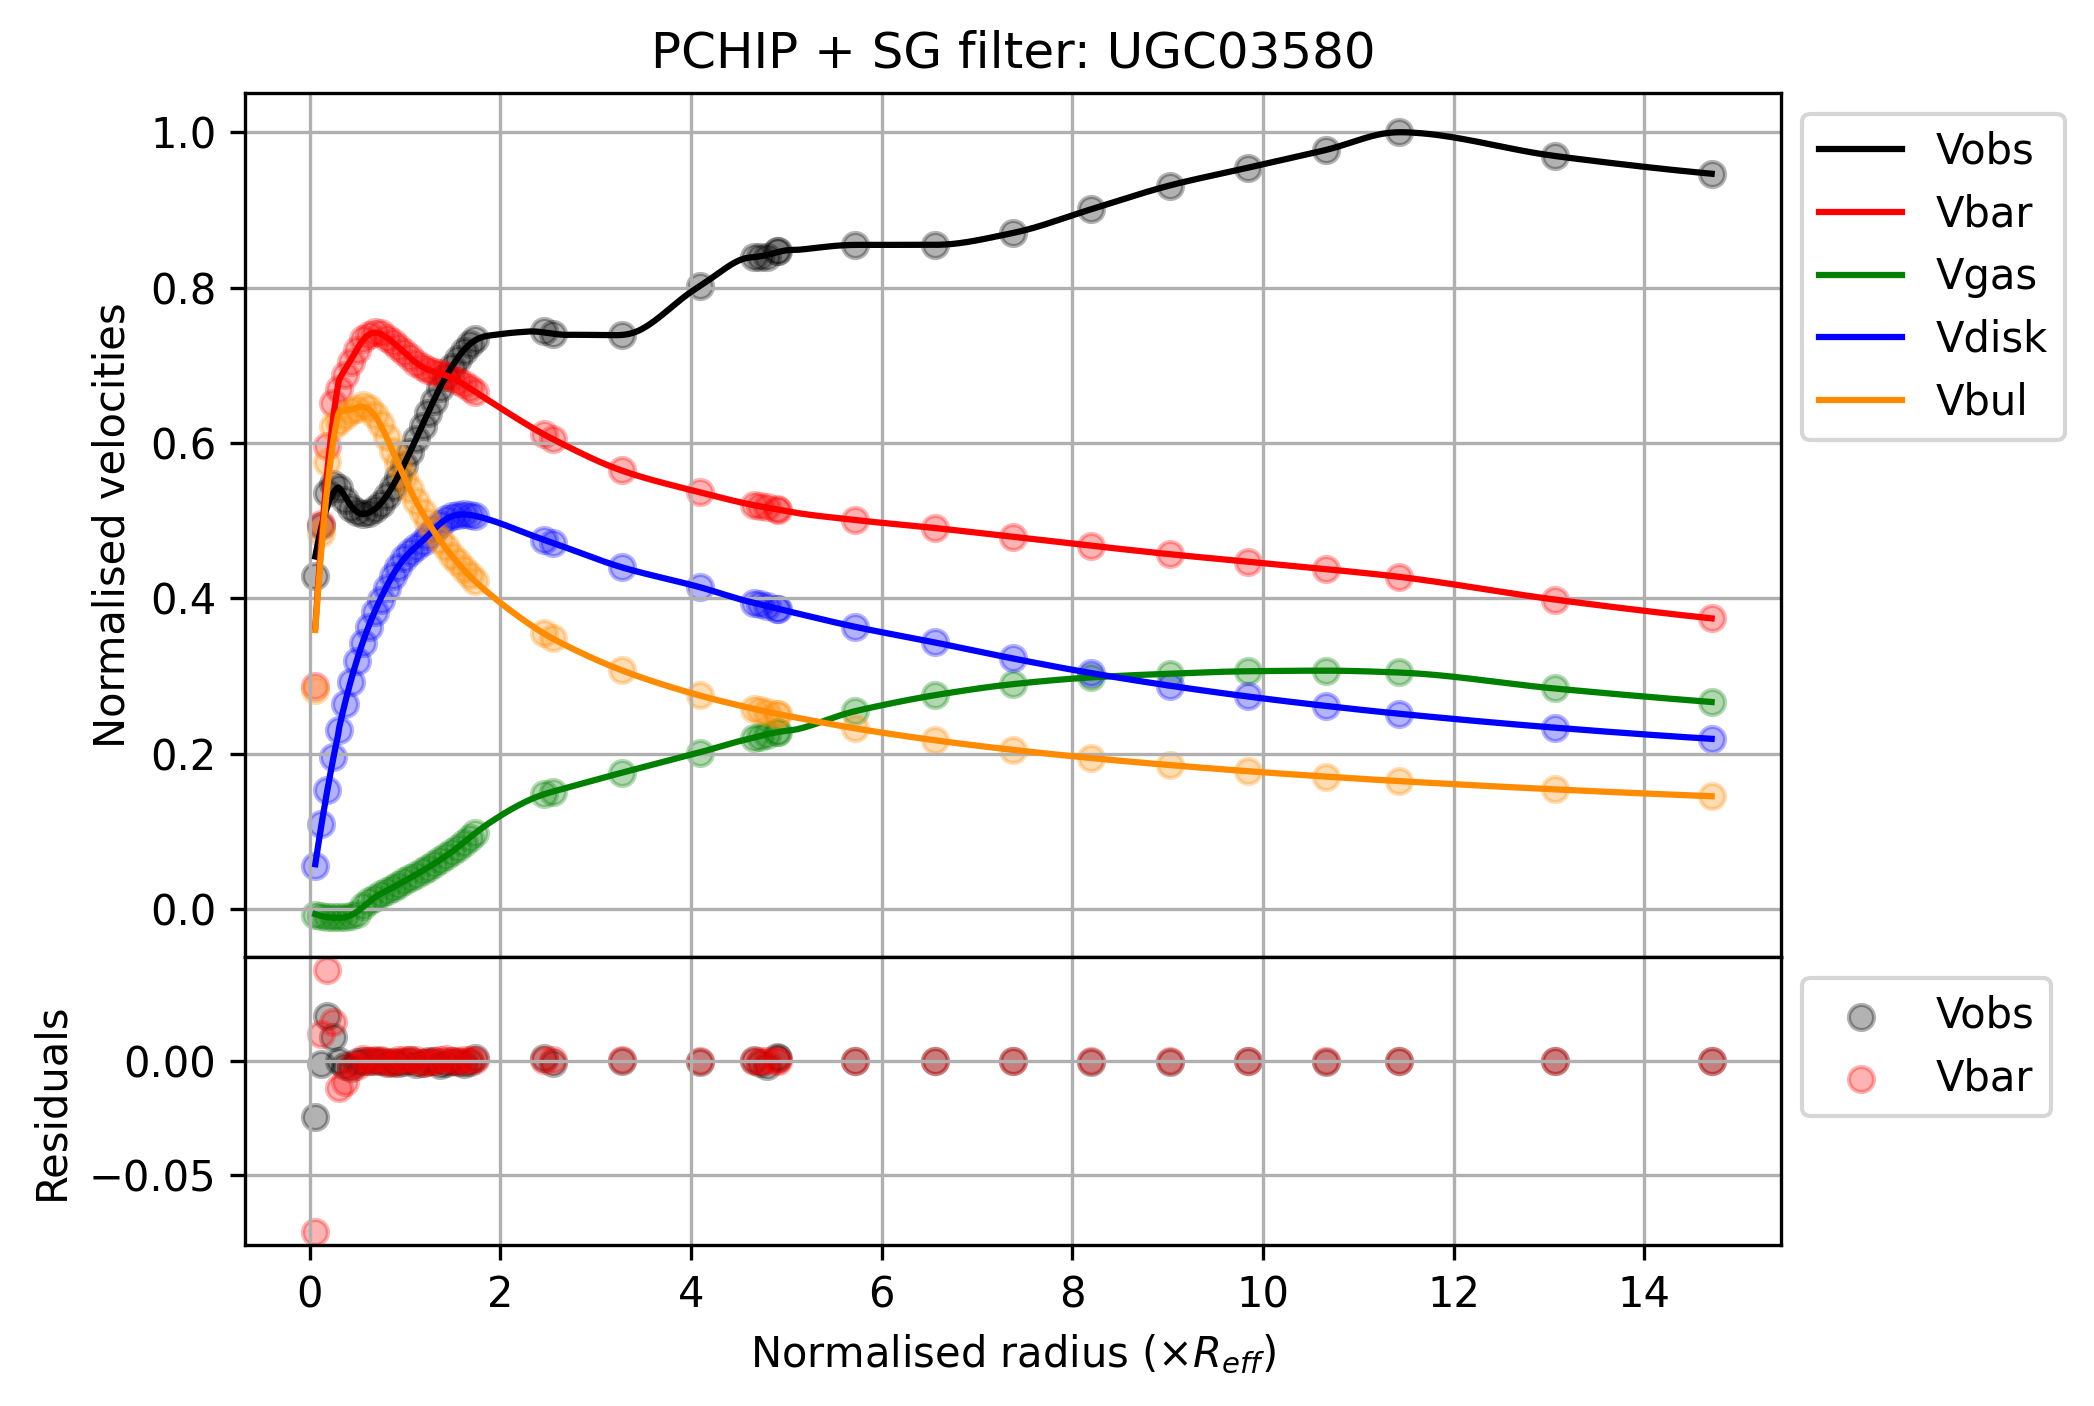 PCHIP + SG filter: UGC03580
Normalised velocities
1.0
0.8
0.6
0.4
0.2
0.0
Vobs
Vbar
Vgas
Vdisk
Vbul
Residuals
0.00
−0.05
Vobs
Vbar
0 2 4 6 8 10 12 14
Normalised radius (×R_eff)